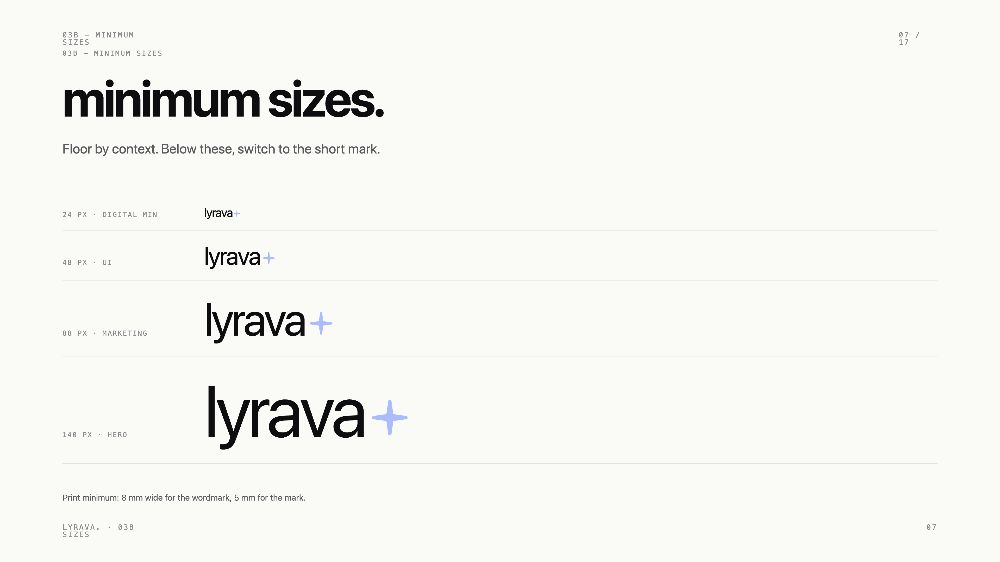 03B — MINIMUM
SIZES
07 /
17
03B — MINIMUM SIZES
minimum sizes.
Floor by context. Below these, switch to the short mark.
24 PX · DIGITAL MIN
lyrava
48 PX · UI
lyrava
88 PX · MARKETING
lyrava
140 PX · HERO
lyrava
Print minimum: 8 mm wide for the wordmark, 5 mm for the mark.
LYRAVA. · 03B
SIZES
07